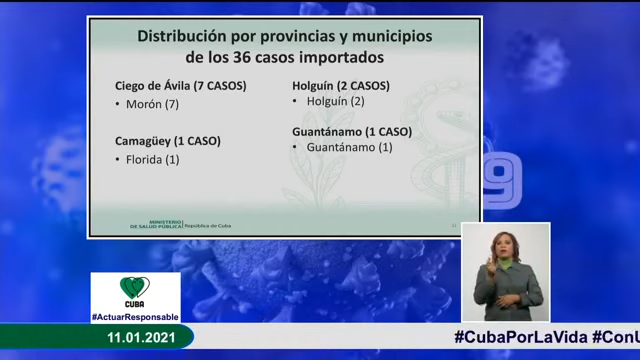 Distribución por provincias y municipios
de los 36 casos importados
Ciego de Ávila (7 CASOS)
• Morón (7)
Camagüey (1 CASO)
• Florida (1)
Holguín (2 CASOS)
• Holguín (2)
Guantánamo (1 CASO)
• Guantánamo (1)
MINISTERIO
DE SALUD PÚBLICA
República de Cuba
9
CUBA
#ActuarResponsable
11.01.2021
#CubaPorLaVida #ConU